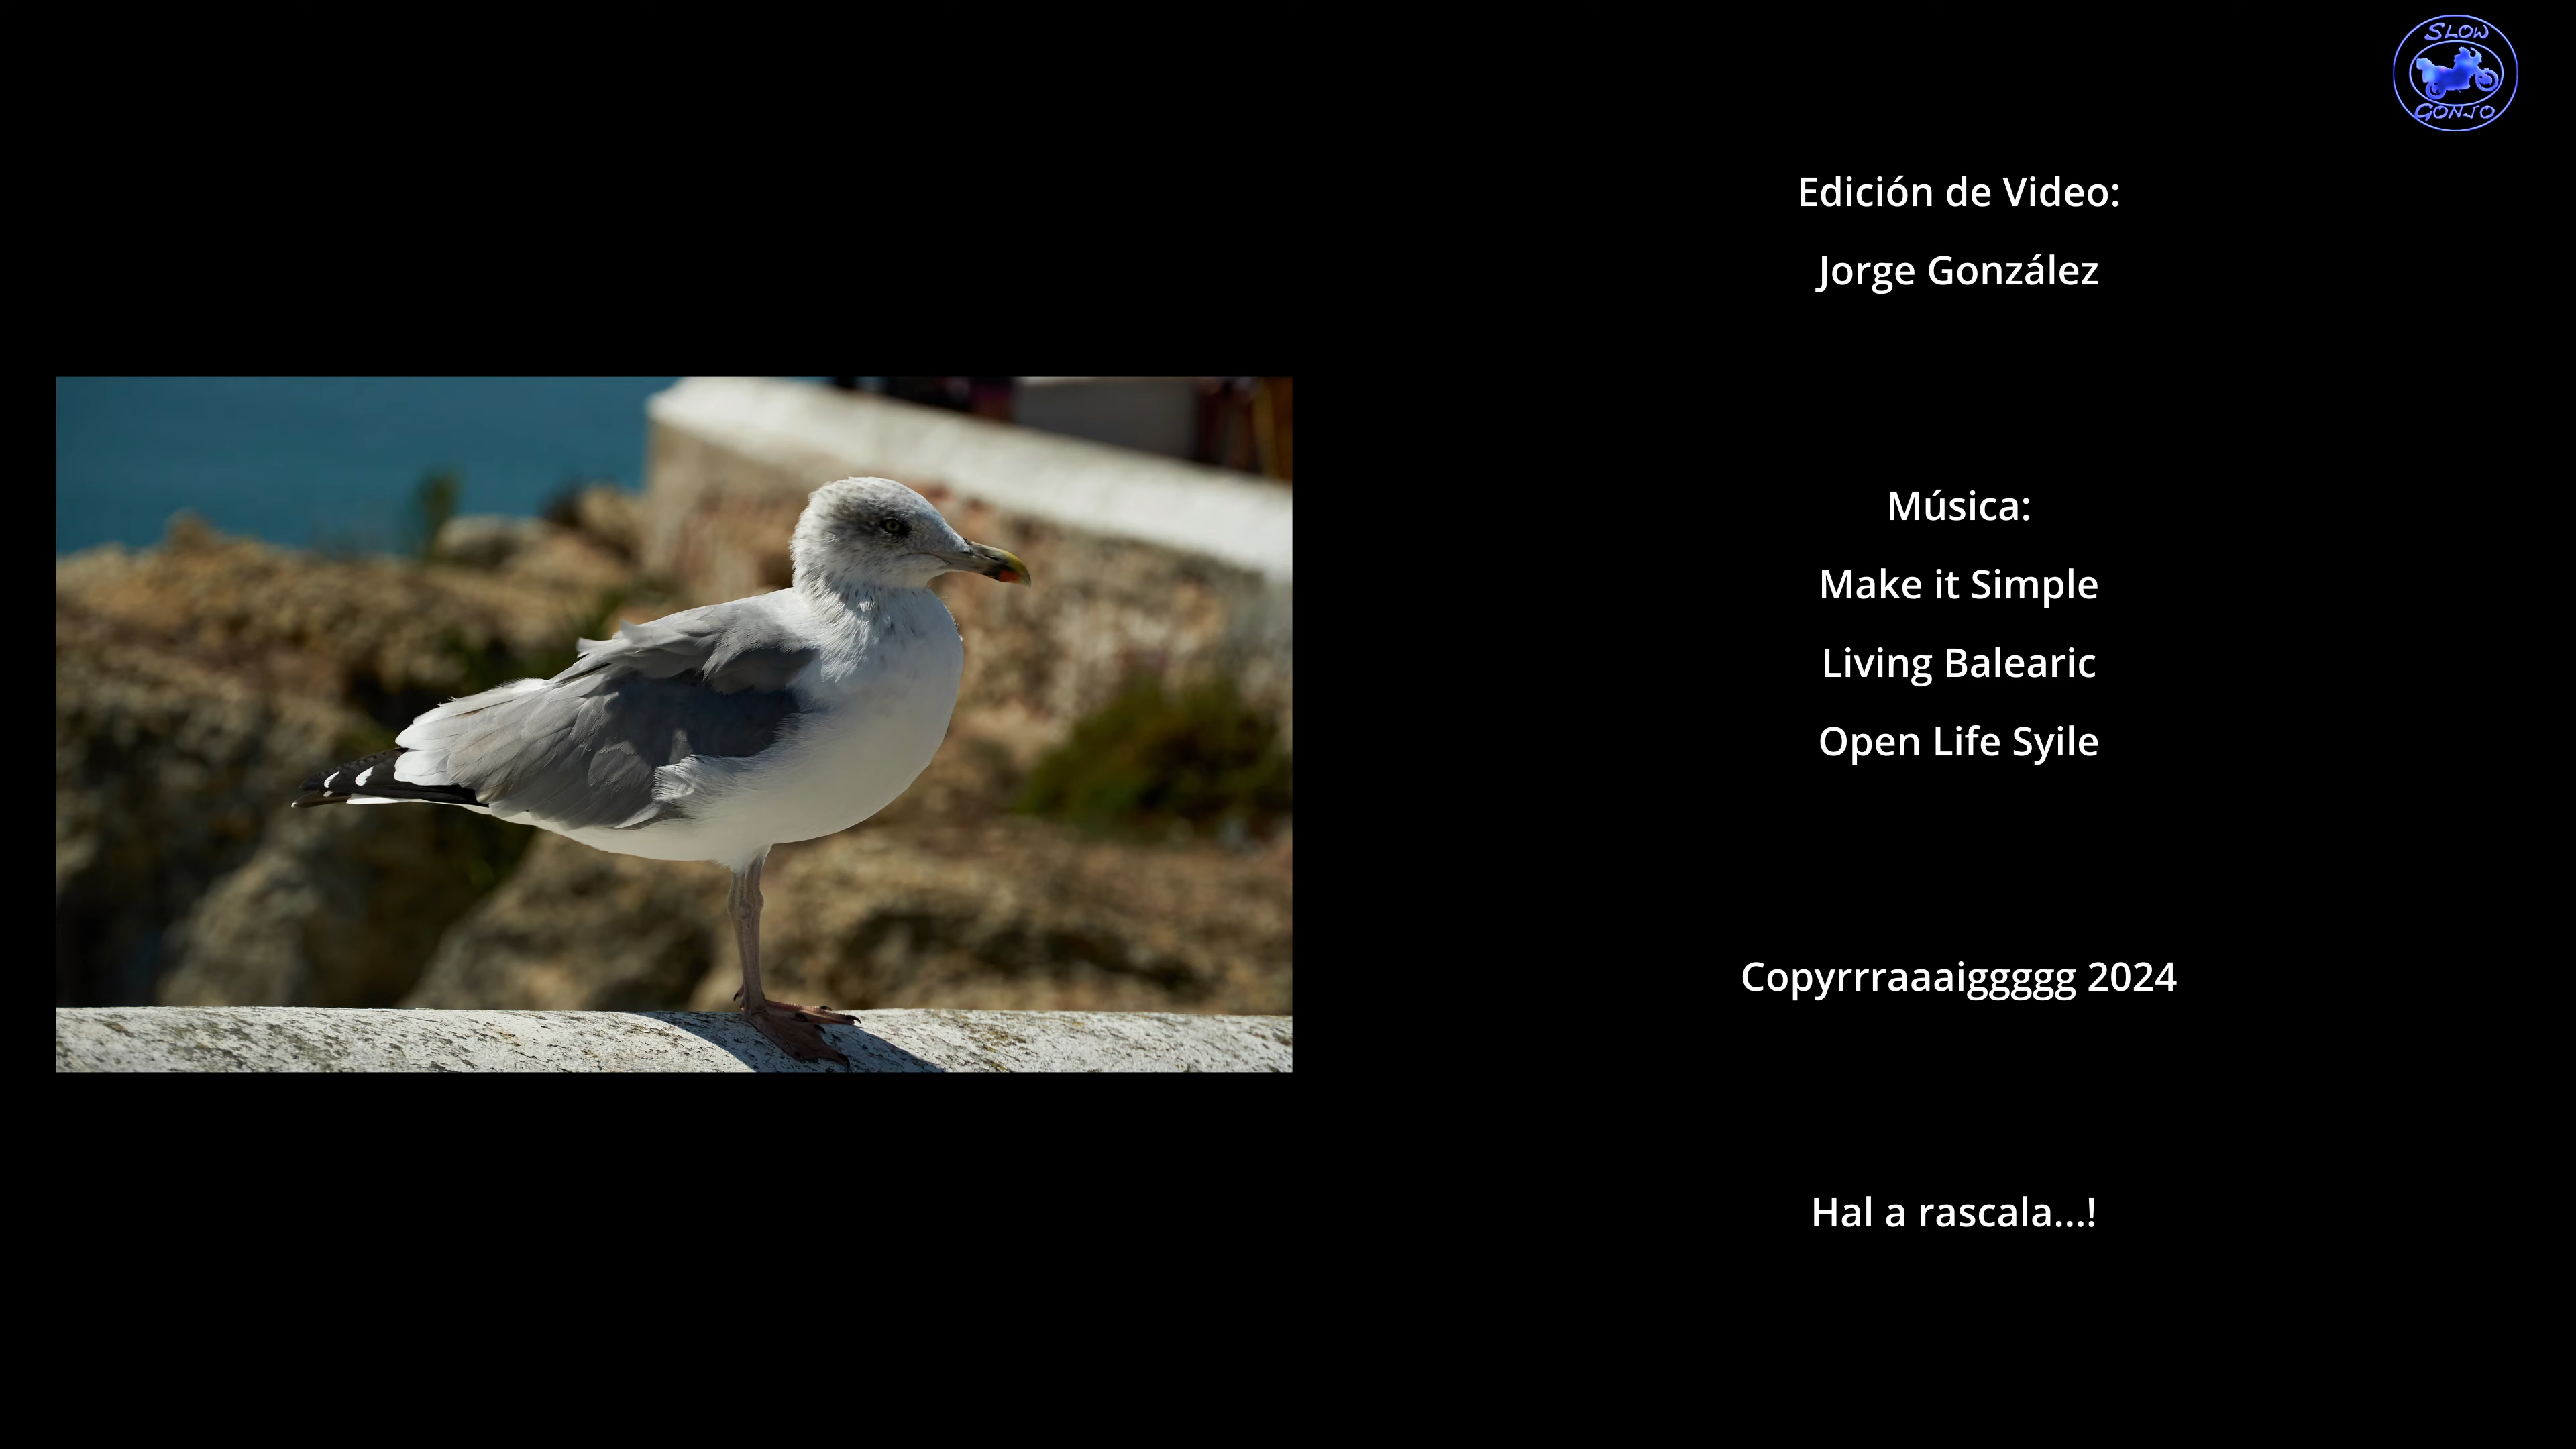 SLOW
GONJO
Edición de Video:
Jorge González
Música:
Make it Simple
Living Balearic
Open Life Syile
Copyrrraaaiggggg 2024
Hal a rascala...!